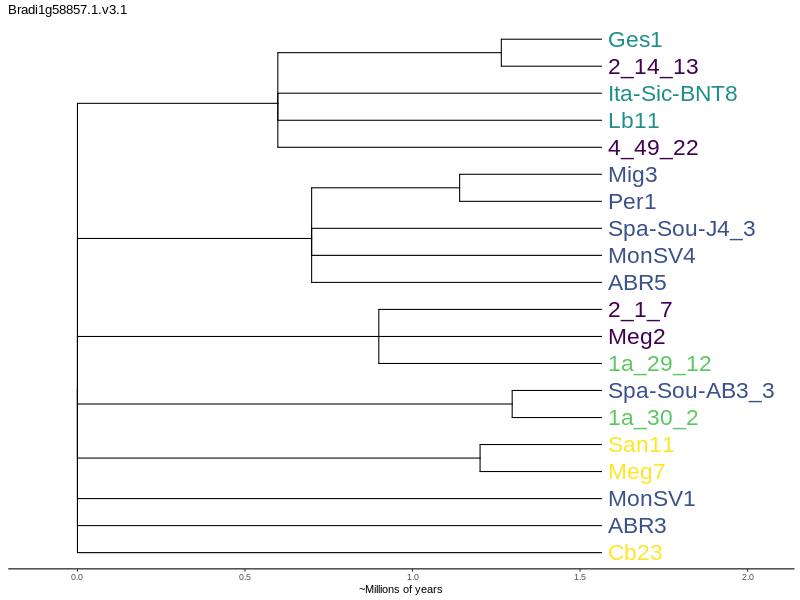 Bradi1g58857.1.v3.1
Ges1
2_14_13
Ita-Sic-BNT8
Lb11
4_49_22
Mig3
Per1
Spa-Sou-J4_3
MonSV4
ABR5
2_1_7
Meg2
1a_29_12
Spa-Sou-AB3_3
1a_30_2
San11
Meg7
MonSV1
ABR3
Cb23
0.0 0.5 1.0 1.5 2.0
~Millions of years